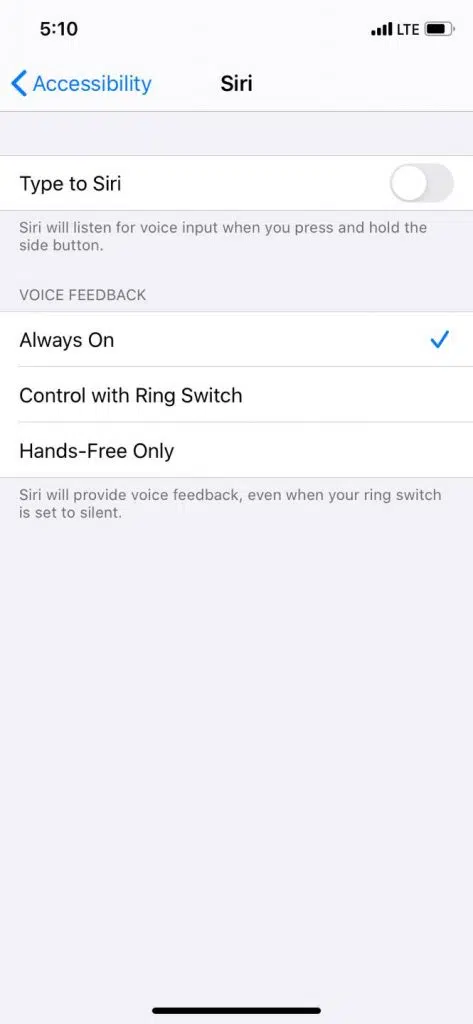 5:10 LTE
Accessibility Siri
Type to Siri
Siri will listen for voice input when you press and hold the
side button.
VOICE FEEDBACK
Always On
Control with Ring Switch
Hands-Free Only
Siri will provide voice feedback, even when your ring switch
is set to silent.